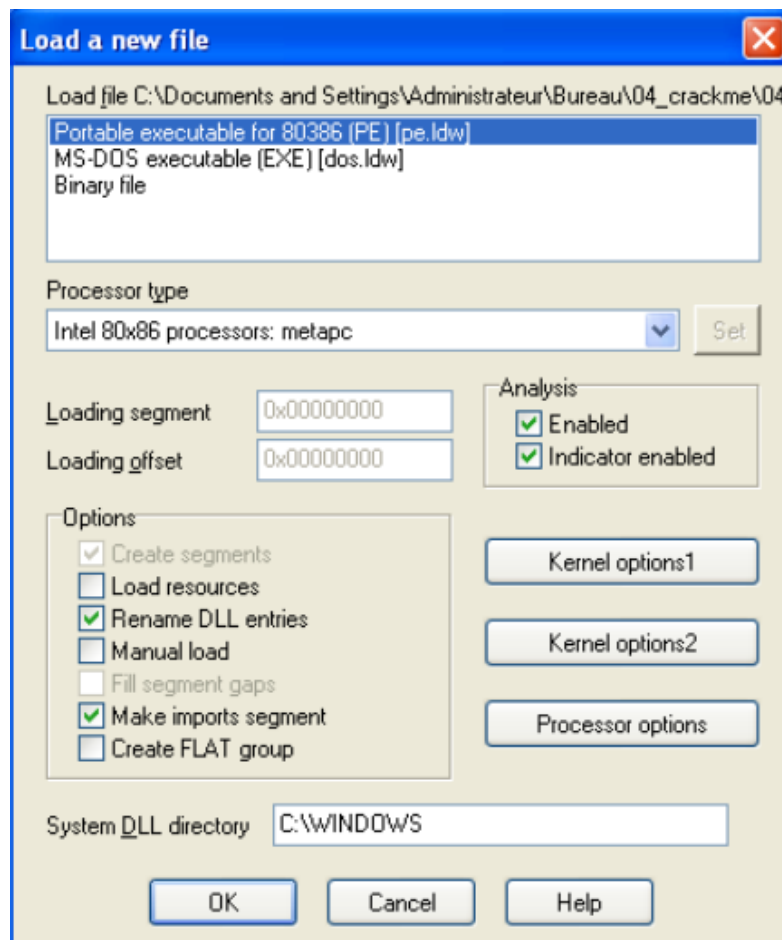 Load a new file
Load file C:\Documents and Settings\Administrateur\Bureau\04_crackme\04
Portable executable for 80386 (PE) [pe.ldw]
MS-DOS executable (EXE) [dos.ldw]
Binary file
Processor type
Intel 80x86 processors: metapc
Set
Loading segment
0x00000000
Loading offset
0x00000000
Analysis
Enabled
Indicator enabled
Options
Create segments
Load resources
Rename DLL entries
Manual load
Fill segment gaps
Make imports segment
Create FLAT group
Kernel options1
Kernel options2
Processor options
System DLL directory
C:\WINDOWS
OK
Cancel
Help